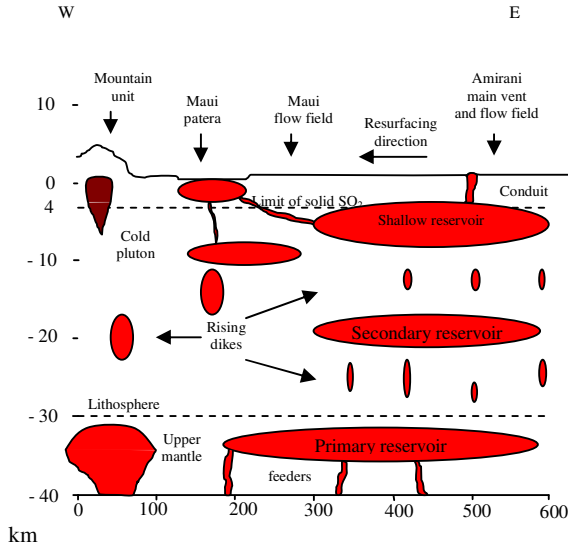 W
E
Mountain
unit
Maui
patera
Maui
flow field
Amirani
main vent
and flow field
Resurfacing
direction
10
0
4
- 10
- 20
- 30
- 40
Limit of solid SO₂
Conduit
Shallow reservoir
Cold
pluton
Rising
dikes
Secondary reservoir
Lithosphere
Upper
mantle
Primary reservoir
feeders
0
100
200
300
400
500
600
km